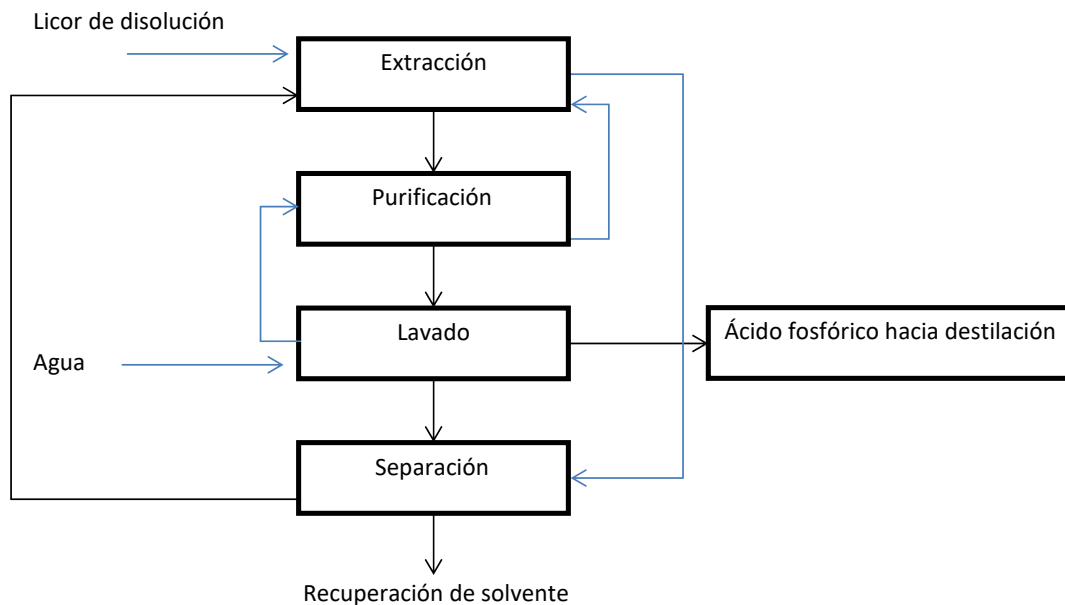 Licor de disolución
Extracción
Purificación
Lavado
Ácido fosfórico hacia destilación
Agua
Separación
Recuperación de solvente